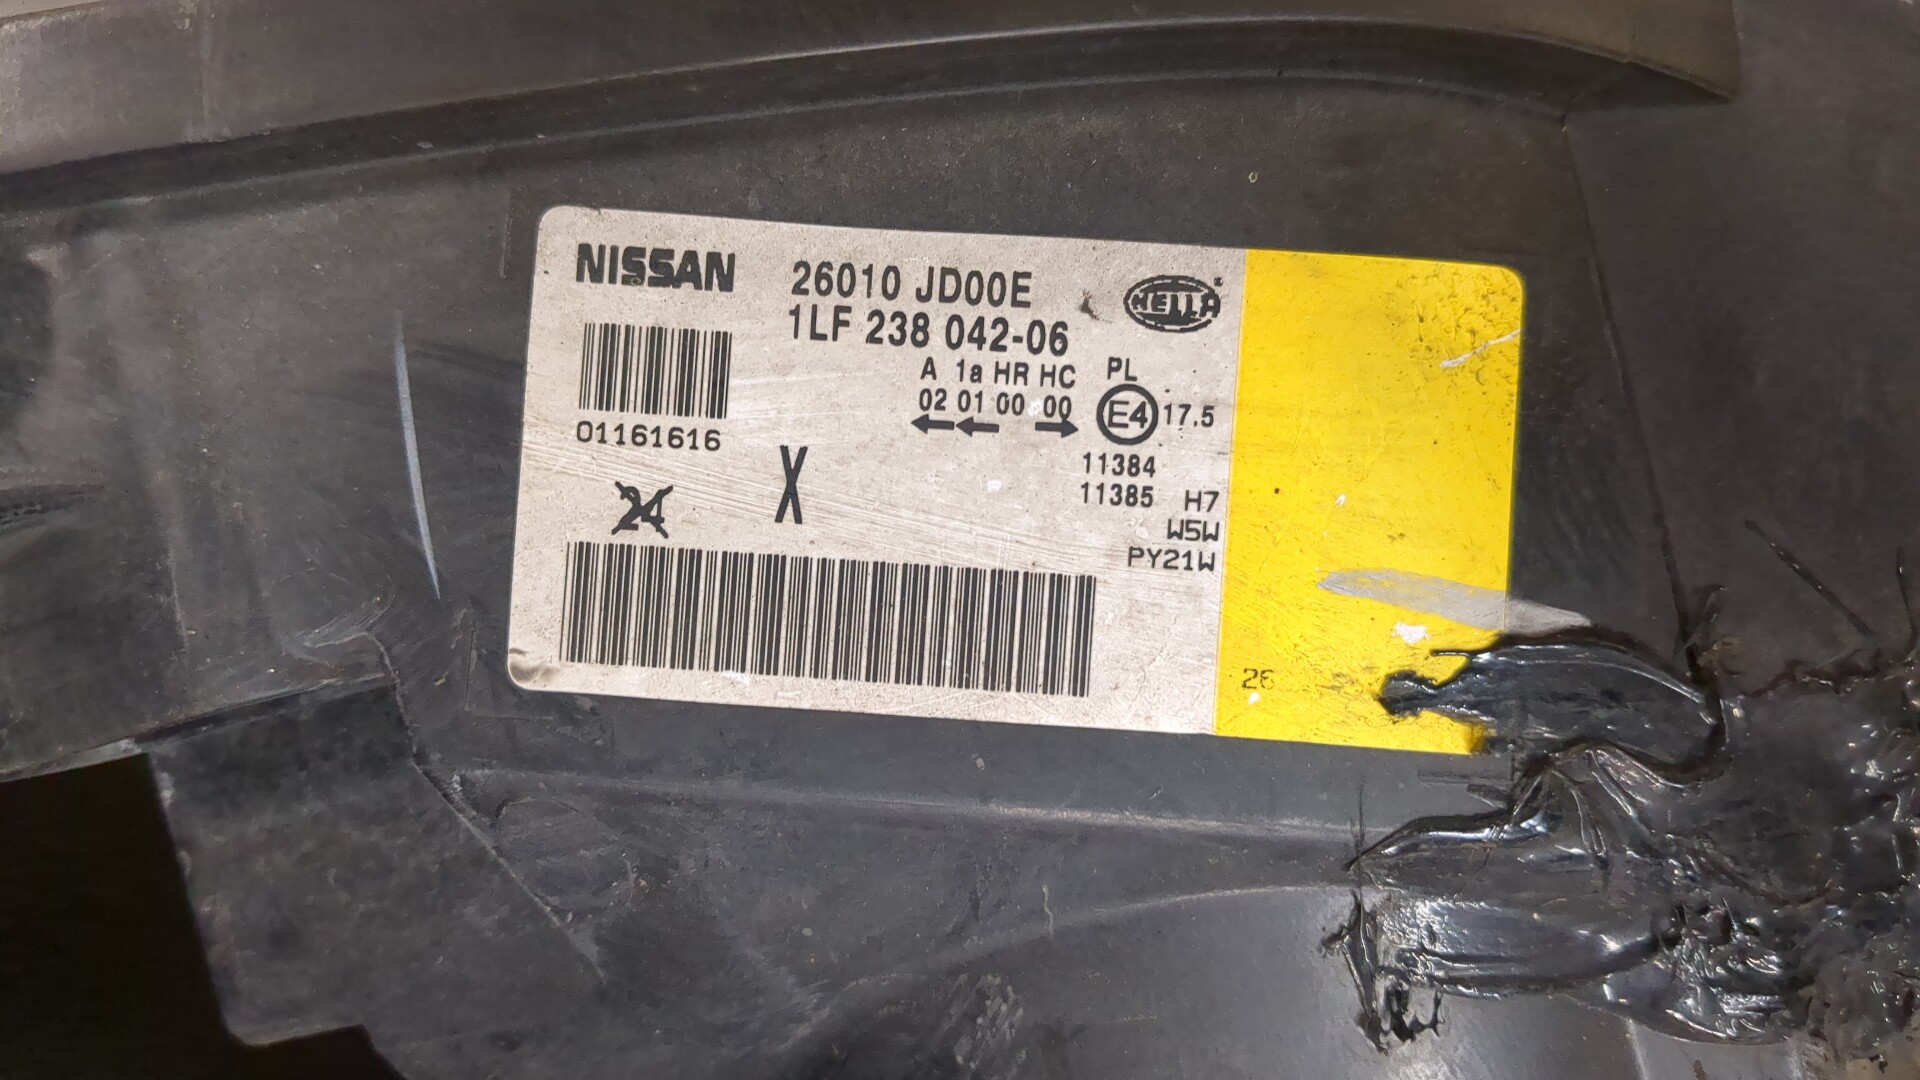 NISSAN 26010 JD00E HELLA
1LF 238 042-06
A 1a HR HC PL
02 01 00 00 E4 17.5
01161616
11384
11385 H7
24 X
W5W
PY21W
26